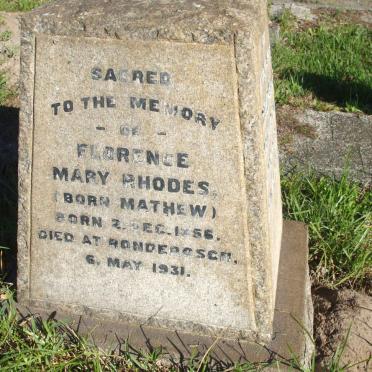 SACRED
TO THE MEMORY
- OF -
FLORENCE
MARY RHODES,
(BORN MATHEW)
BORN 2. DEC. 1856.
DIED AT RONDEBOSCH.
6. MAY 1931.